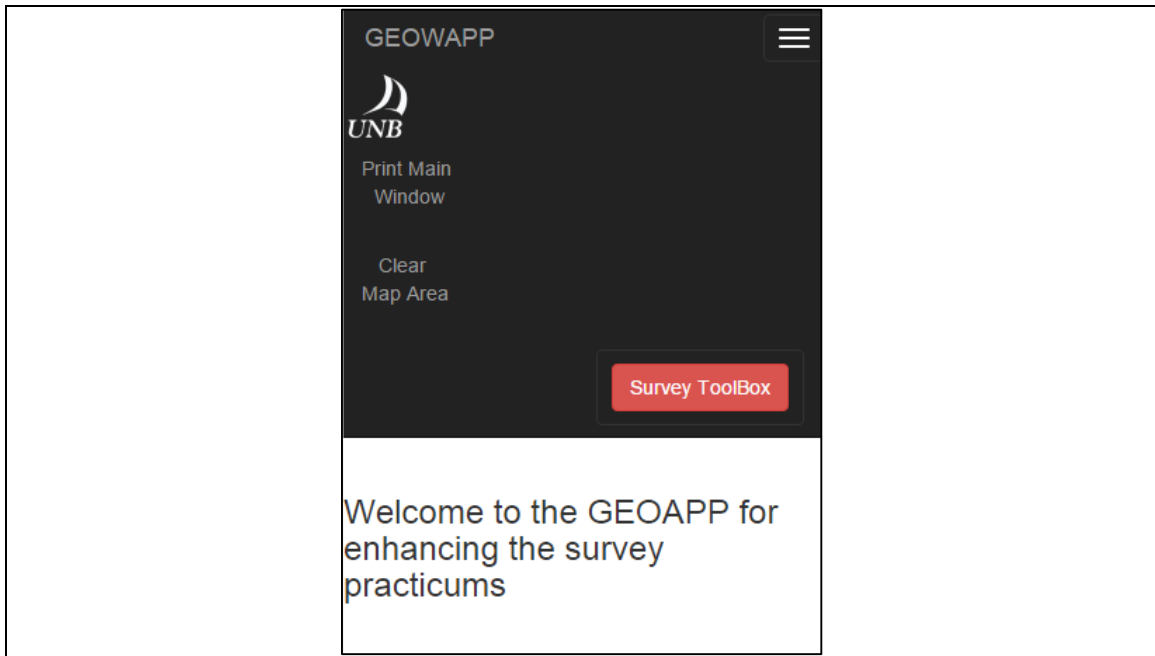 GEOWAPP
UNB
Print Main
Window
Clear
Map Area
Survey ToolBox
Welcome to the GEOAPP for
enhancing the survey
practicums